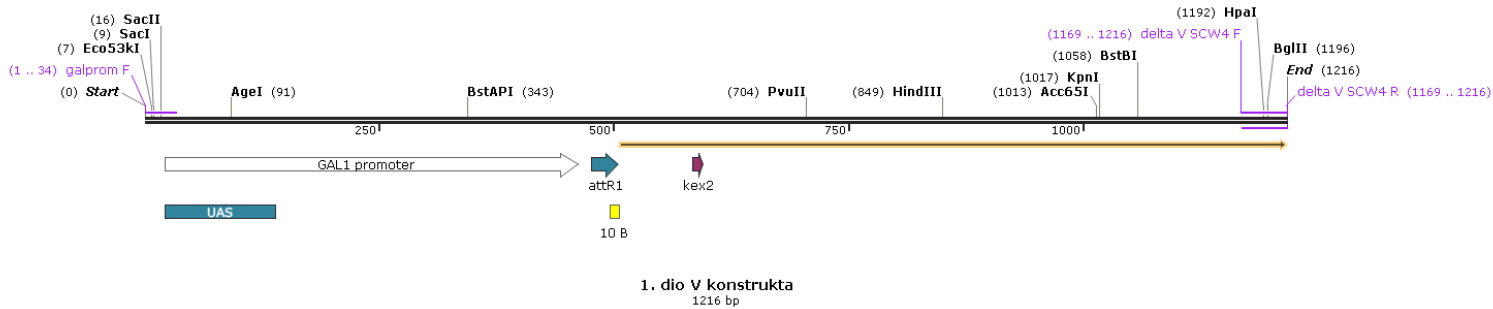 (1192) HpaI
(16) SacII
(9) SacI
(1169 .. 1216) delta V SCW4 F
(7) Eco53kI
(1058) BstBI
BglII (1196)
(1 .. 34) galprom F
(1017) KpnI
End (1216)
(0) Start
AgeI (91)
BstAPI (343)
(704) PvuII
(849) HindIII
(1013) Acc65I
delta V SCW4 R (1169 .. 1216)
250
500
750
1000
GAL1 promoter
attR1
kex2
UAS
10 B
1. dio V konstrukta
1216 bp